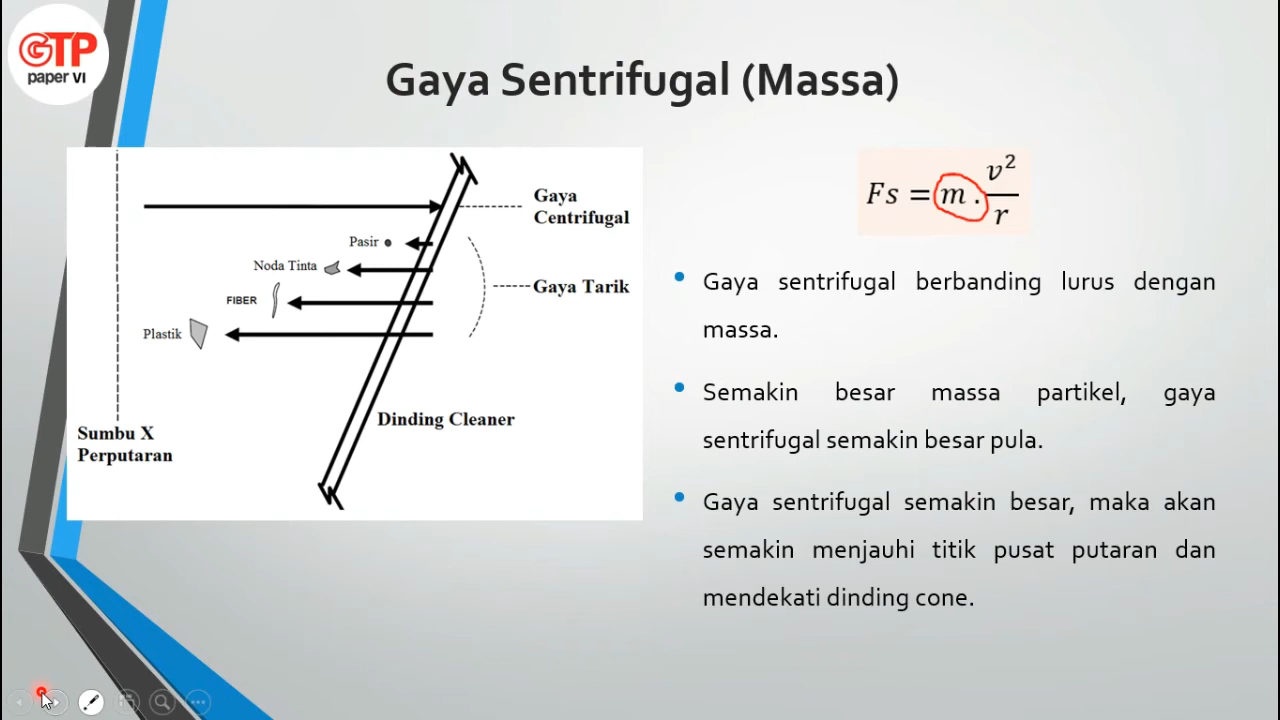 GTP
paper VI
Gaya Sentrifugal (Massa)
Gaya
Centrifugal
Pasir
Noda Tinta
FIBER
Gaya Tarik
Plastik
Dinding Cleaner
Sumbu X
Perputaran
Fs = m . v² / r
• Gaya sentrifugal berbanding lurus dengan
massa.
• Semakin besar massa partikel, gaya
sentrifugal semakin besar pula.
• Gaya sentrifugal semakin besar, maka akan
semakin menjauhi titik pusat putaran dan
mendekati dinding cone.